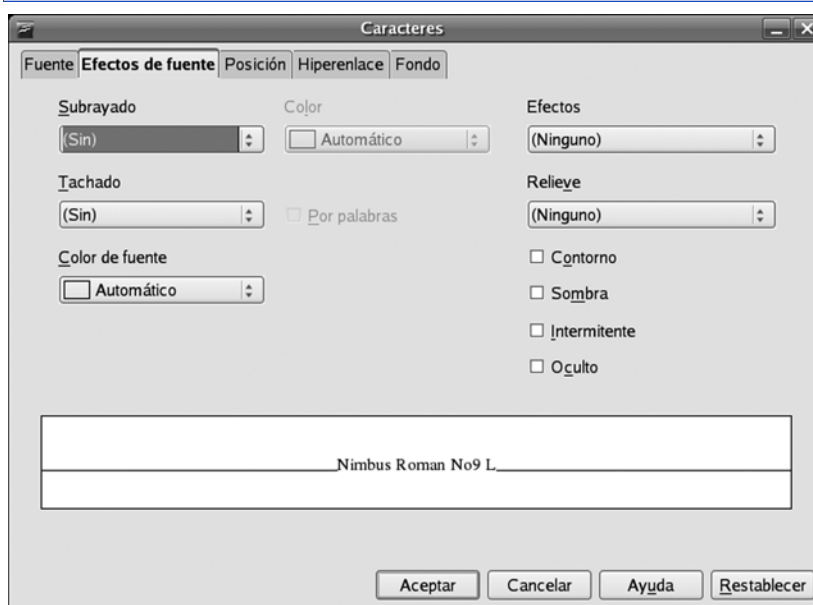 Caracteres
Fuente Efectos de fuente Posición Hiperenlace Fondo
Subrayado Color Efectos
(Sin) Automático (Ninguno)
Tachado Relieve
(Sin) Por palabras (Ninguno)
Color de fuente Contorno
Automático Sombra
Intermitente
Oculto
Nimbus Roman No9 L
Aceptar Cancelar Ayuda Restablecer